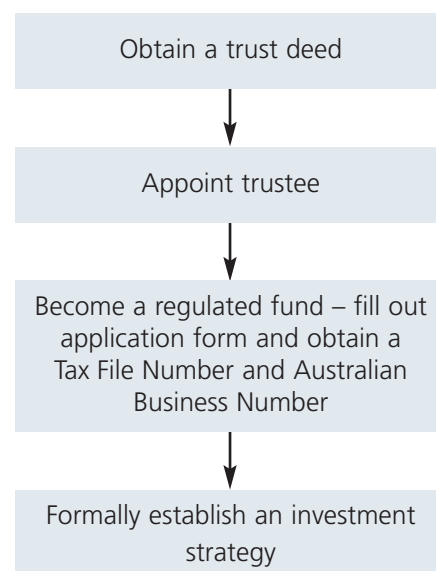 Obtain a trust deed
Appoint trustee
Become a regulated fund – fill out
application form and obtain a
Tax File Number and Australian
Business Number
Formally establish an investment
strategy